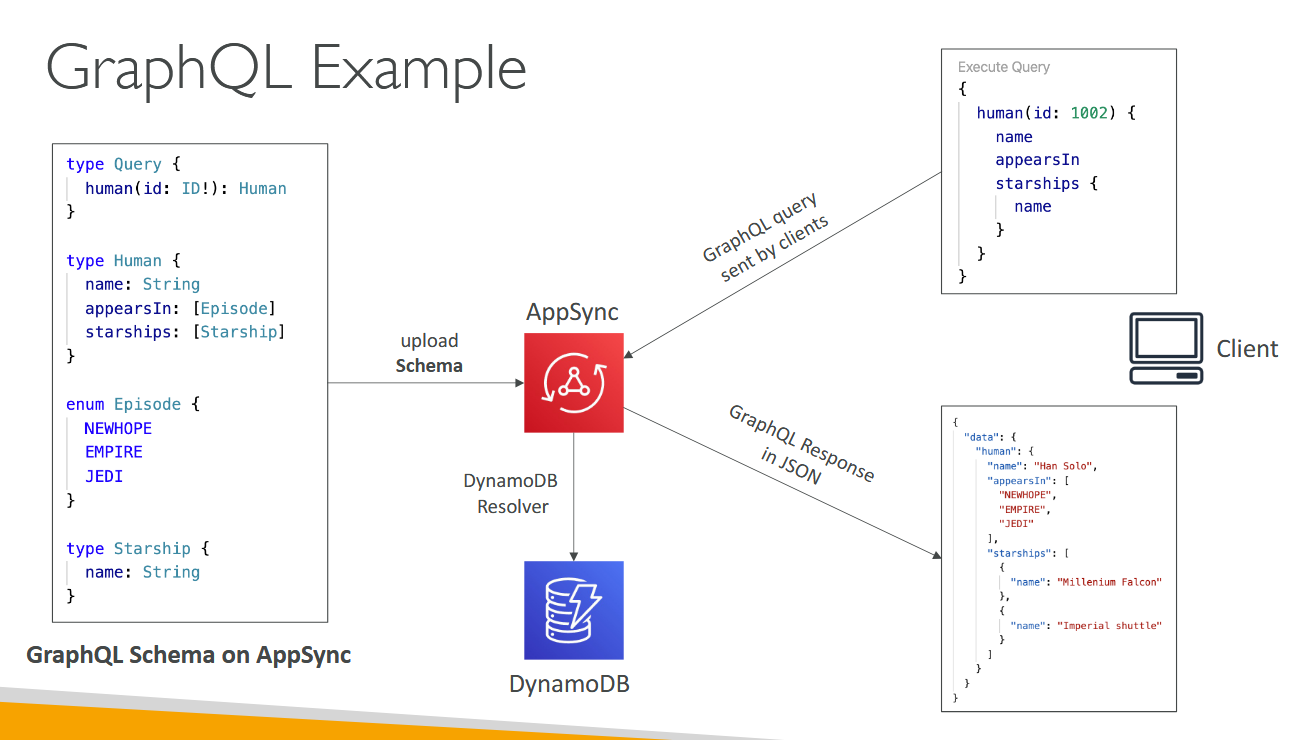 GraphQL Example
type Query {
human(id: ID!): Human
}
type Human {
name: String
appearsIn: [Episode]
starships: [Starship]
}
enum Episode {
NEWHOPE
EMPIRE
JEDI
}
type Starship {
name: String
}
GraphQL Schema on AppSync
upload
Schema
AppSync
DynamoDB
Resolver
DynamoDB
GraphQL query
sent by clients
GraphQL Response
in JSON
Execute Query
{
human(id: 1002) {
name
appearsIn
starships {
name
}
}
}
Client
{
"data": {
"human": {
"name": "Han Solo",
"appearsIn": [
"NEWHOPE",
"EMPIRE",
"JEDI"
],
"starships": [
{
"name": "Millenium Falcon"
},
{
"name": "Imperial shuttle"
}
]
}
}
}